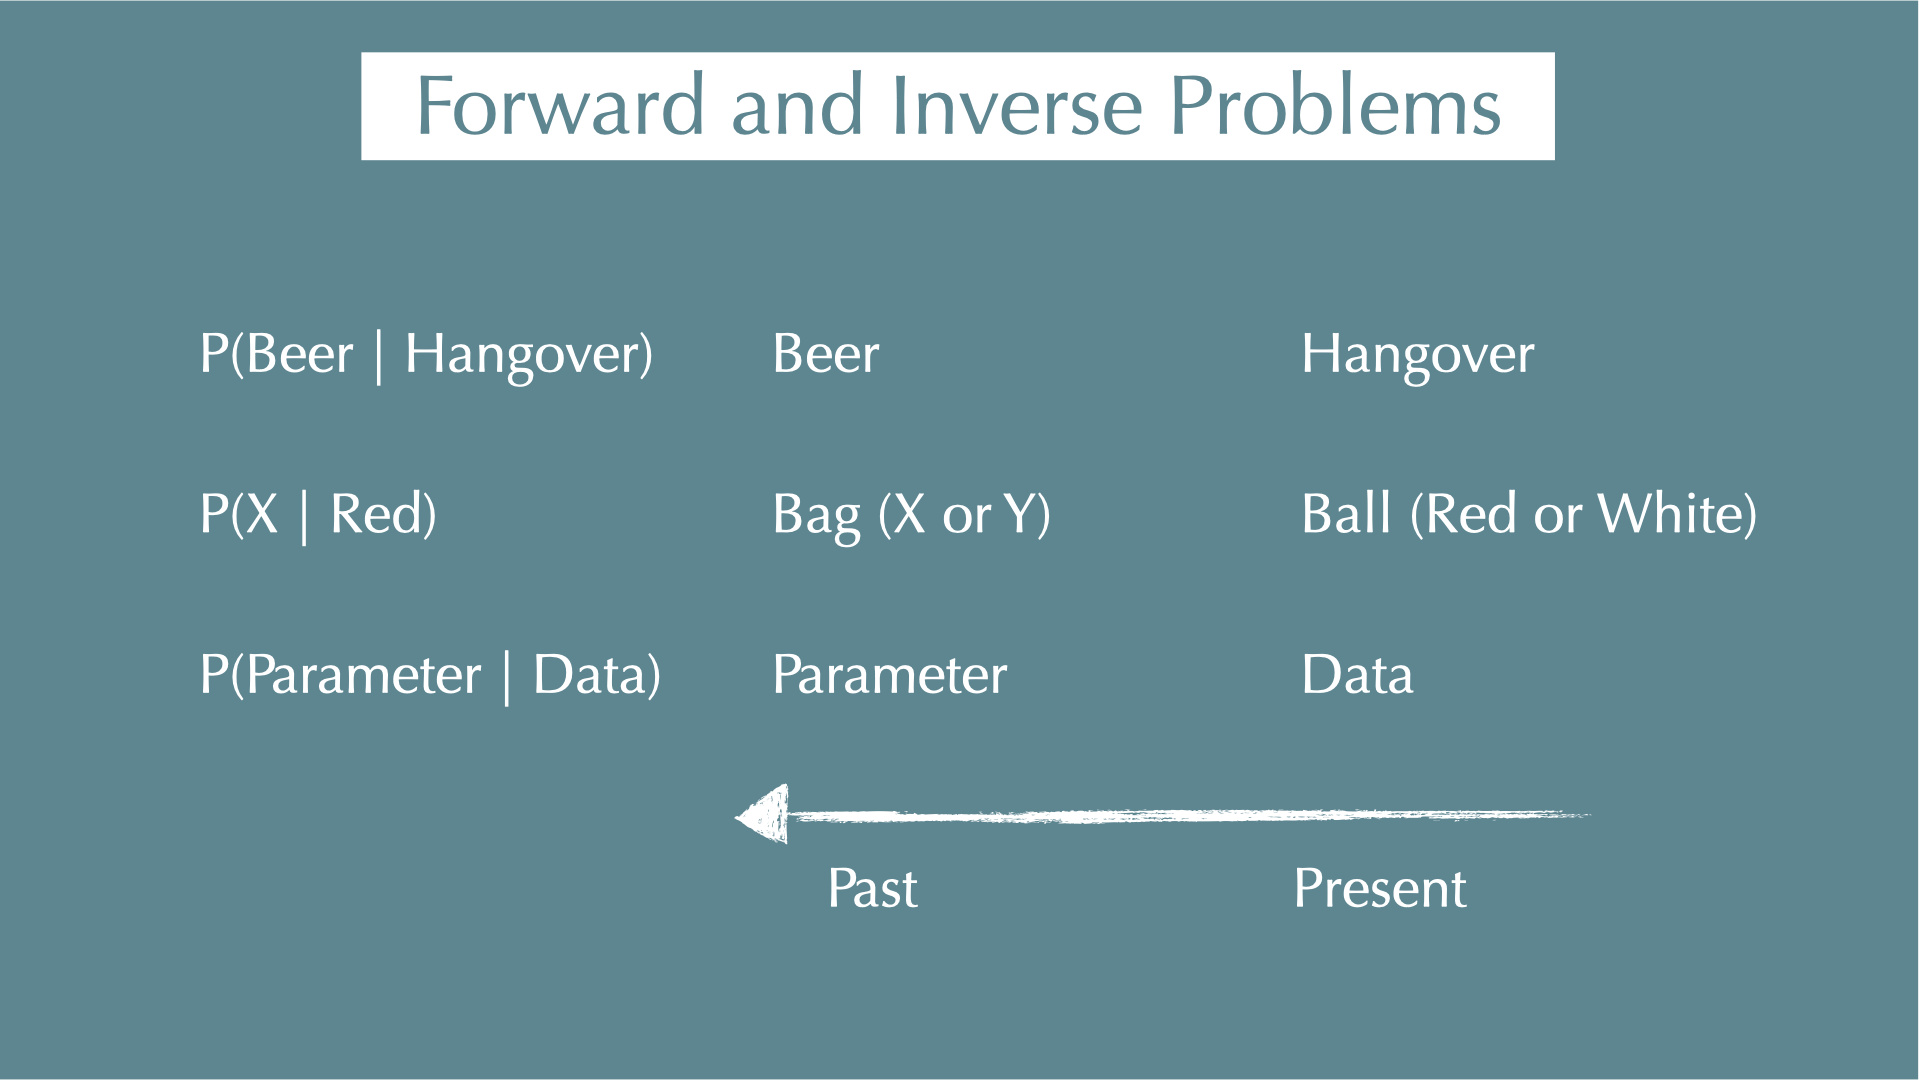 Forward and Inverse Problems
P(Beer | Hangover) Beer Hangover
P(X | Red) Bag (X or Y) Ball (Red or White)
P(Parameter | Data) Parameter Data
Past Present